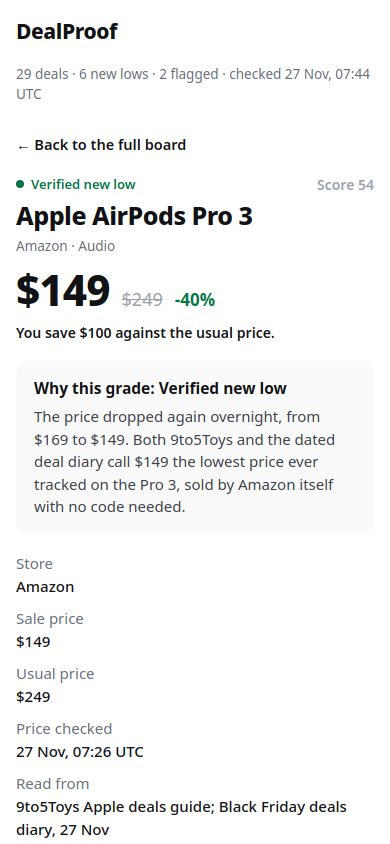 DealProof
29 deals · 6 new lows · 2 flagged · checked 27 Nov, 07:44
UTC
← Back to the full board
Verified new low
Score 54
Apple AirPods Pro 3
Amazon · Audio
$149 $249 -40%
You save $100 against the usual price.
Why this grade: Verified new low
The price dropped again overnight, from
$169 to $149. Both 9to5Toys and the dated
deal diary call $149 the lowest price ever
tracked on the Pro 3, sold by Amazon itself
with no code needed.
Store
Amazon
Sale price
$149
Usual price
$249
Price checked
27 Nov, 07:26 UTC
Read from
9to5Toys Apple deals guide; Black Friday deals
diary, 27 Nov